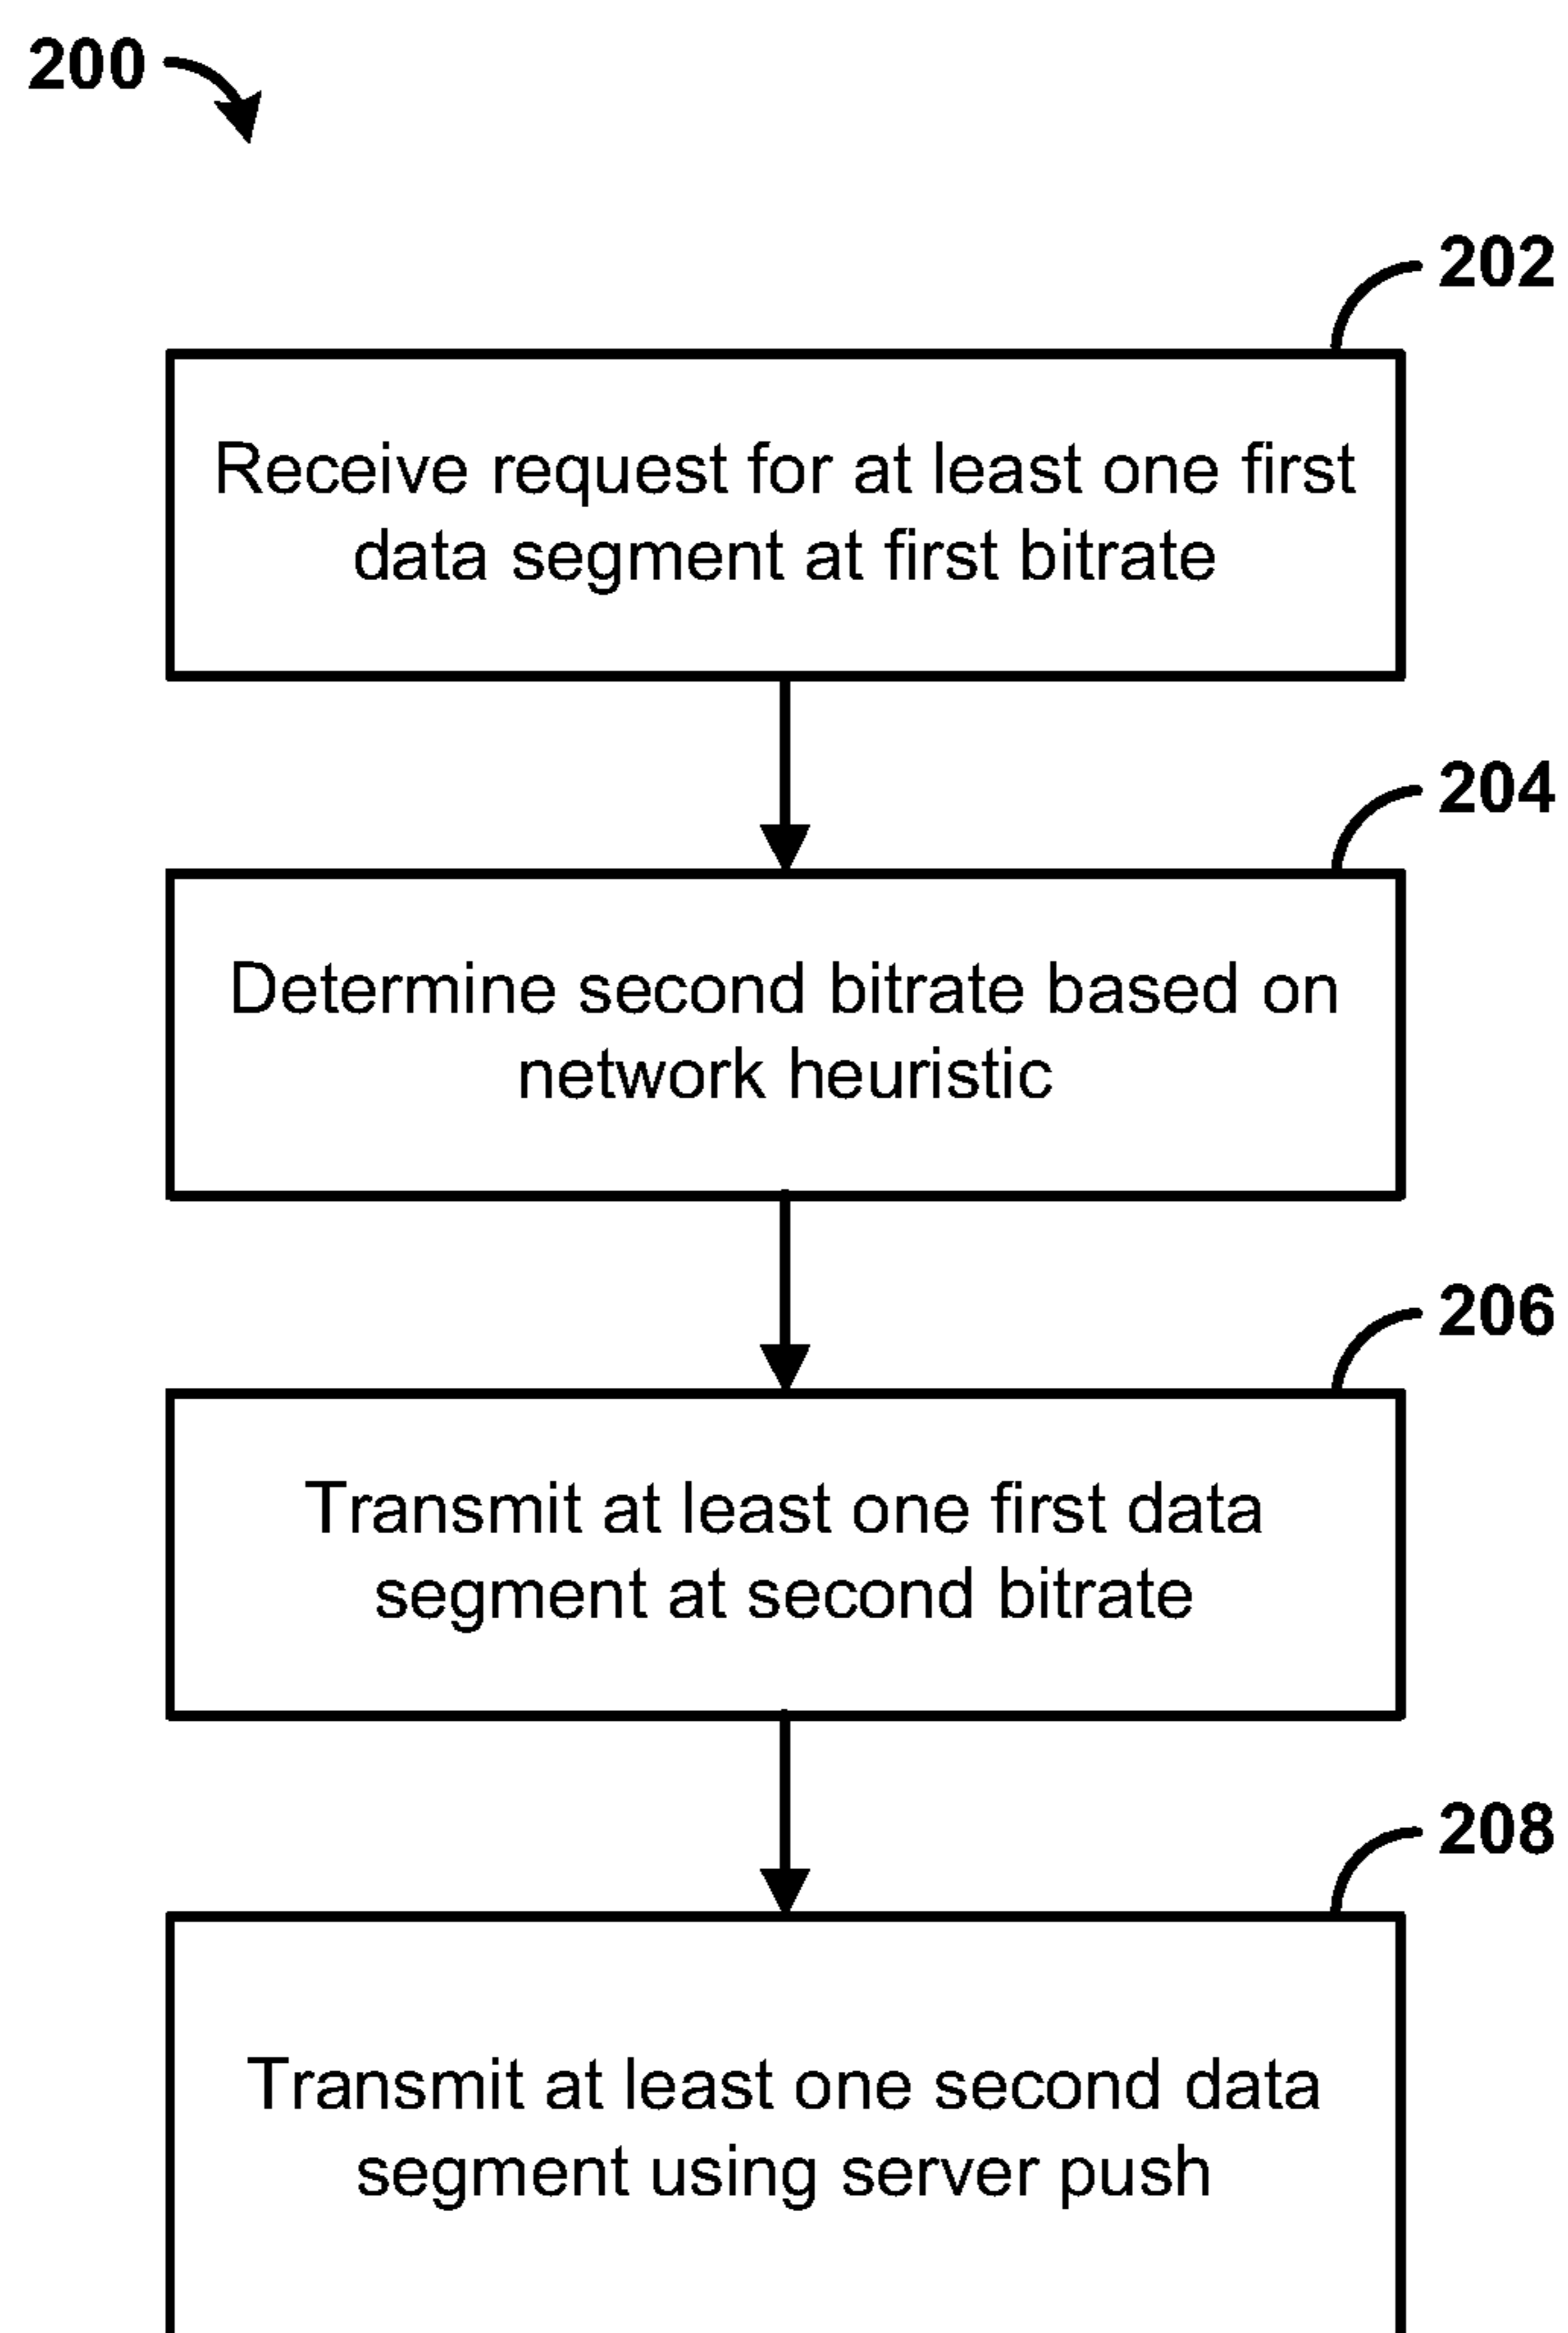 200
202
Receive request for at least one first
data segment at first bitrate
204
Determine second bitrate based on
network heuristic
206
Transmit at least one first data
segment at second bitrate
208
Transmit at least one second data
segment using server push